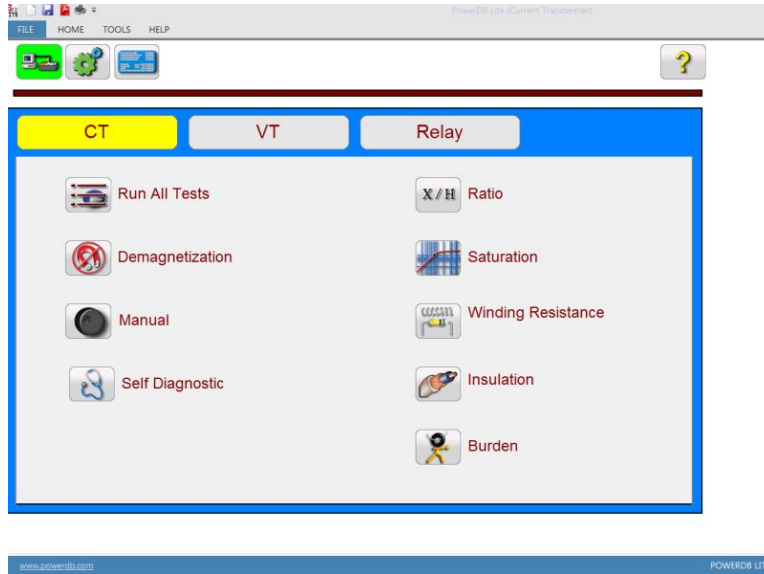 PowerDB Lite (Current Transformer)
FILE HOME TOOLS HELP
?
CT VT Relay
Run All Tests
X/H Ratio
Demagnetization
Saturation
Manual
Winding Resistance
Self Diagnostic
Insulation
Burden
www.powerdb.com POWERDB LIT